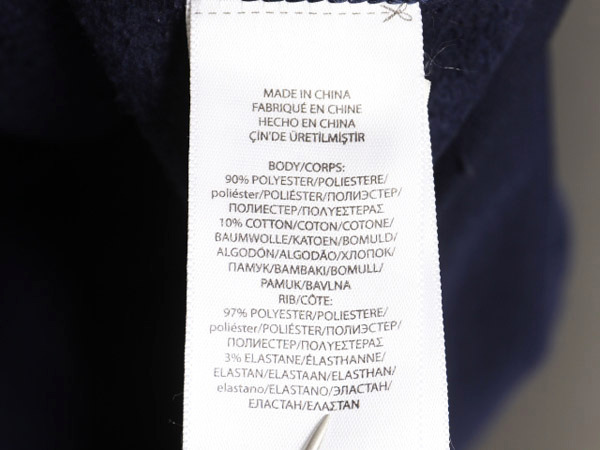 MADE IN CHINA
FABRIQUÉ EN CHINE
HECHO EN CHINA
ÇİN'DE ÜRETİLMİŞTİR
BODY/CORPS:
90% POLYESTER/POLIESTERE/
poliéster/POLIÉSTER/ПОЛИЭСТЕР/
ПОЛИЕСТЕР/ΠΟΛΥΕΣΤΕΡΑΣ
10% COTTON/COTON/COTONE/
BAUMWOLLE/KATOEN/BOMULD/
ALGODÓN/ALGODÃO/ХЛОПОК/
ПАМУК/ΒΑΜΒΑΚΙ/BOMULL/
PAMUK/BAVLNA
RIB/CÔTE:
97% POLYESTER/POLIESTERE/
poliéster/POLIÉSTER/ПОЛИЭСТЕР/
ПОЛИЕСТЕР/ΠΟΛΥΕΣΤΕΡΑΣ
3% ELASTANE/ÉLASTHANNE/
ELASTAN/ELASTAAN/ELASTHAN/
elastano/ELASTANO/ЭЛАСТАН/
ЕЛАСТАН/ΕΛΑΣΤΑΝ